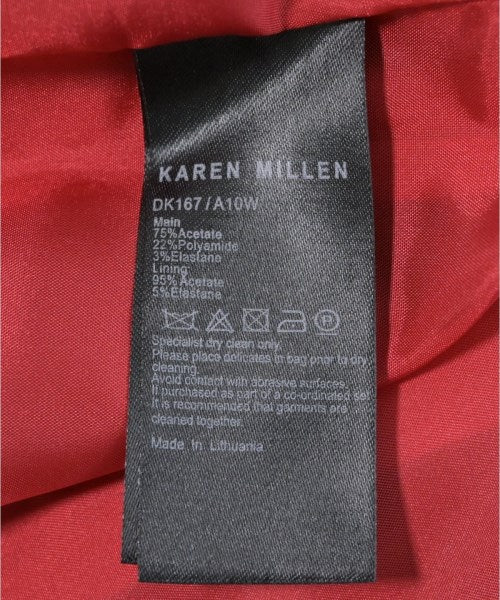 KAREN MILLEN
DK167/A10W
Main
75%Acetate
22%Polyamide
3%Elastane
Lining:
95%Acetate
5%Elastane
Specialist dry clean only.
Please place delicates in bag prior to dry
cleaning.
Avoid contact with abrasive surfaces.
If purchased as part of a co-ordinated set
it is recommended that garments are
cleaned together.
Made In Lithuania